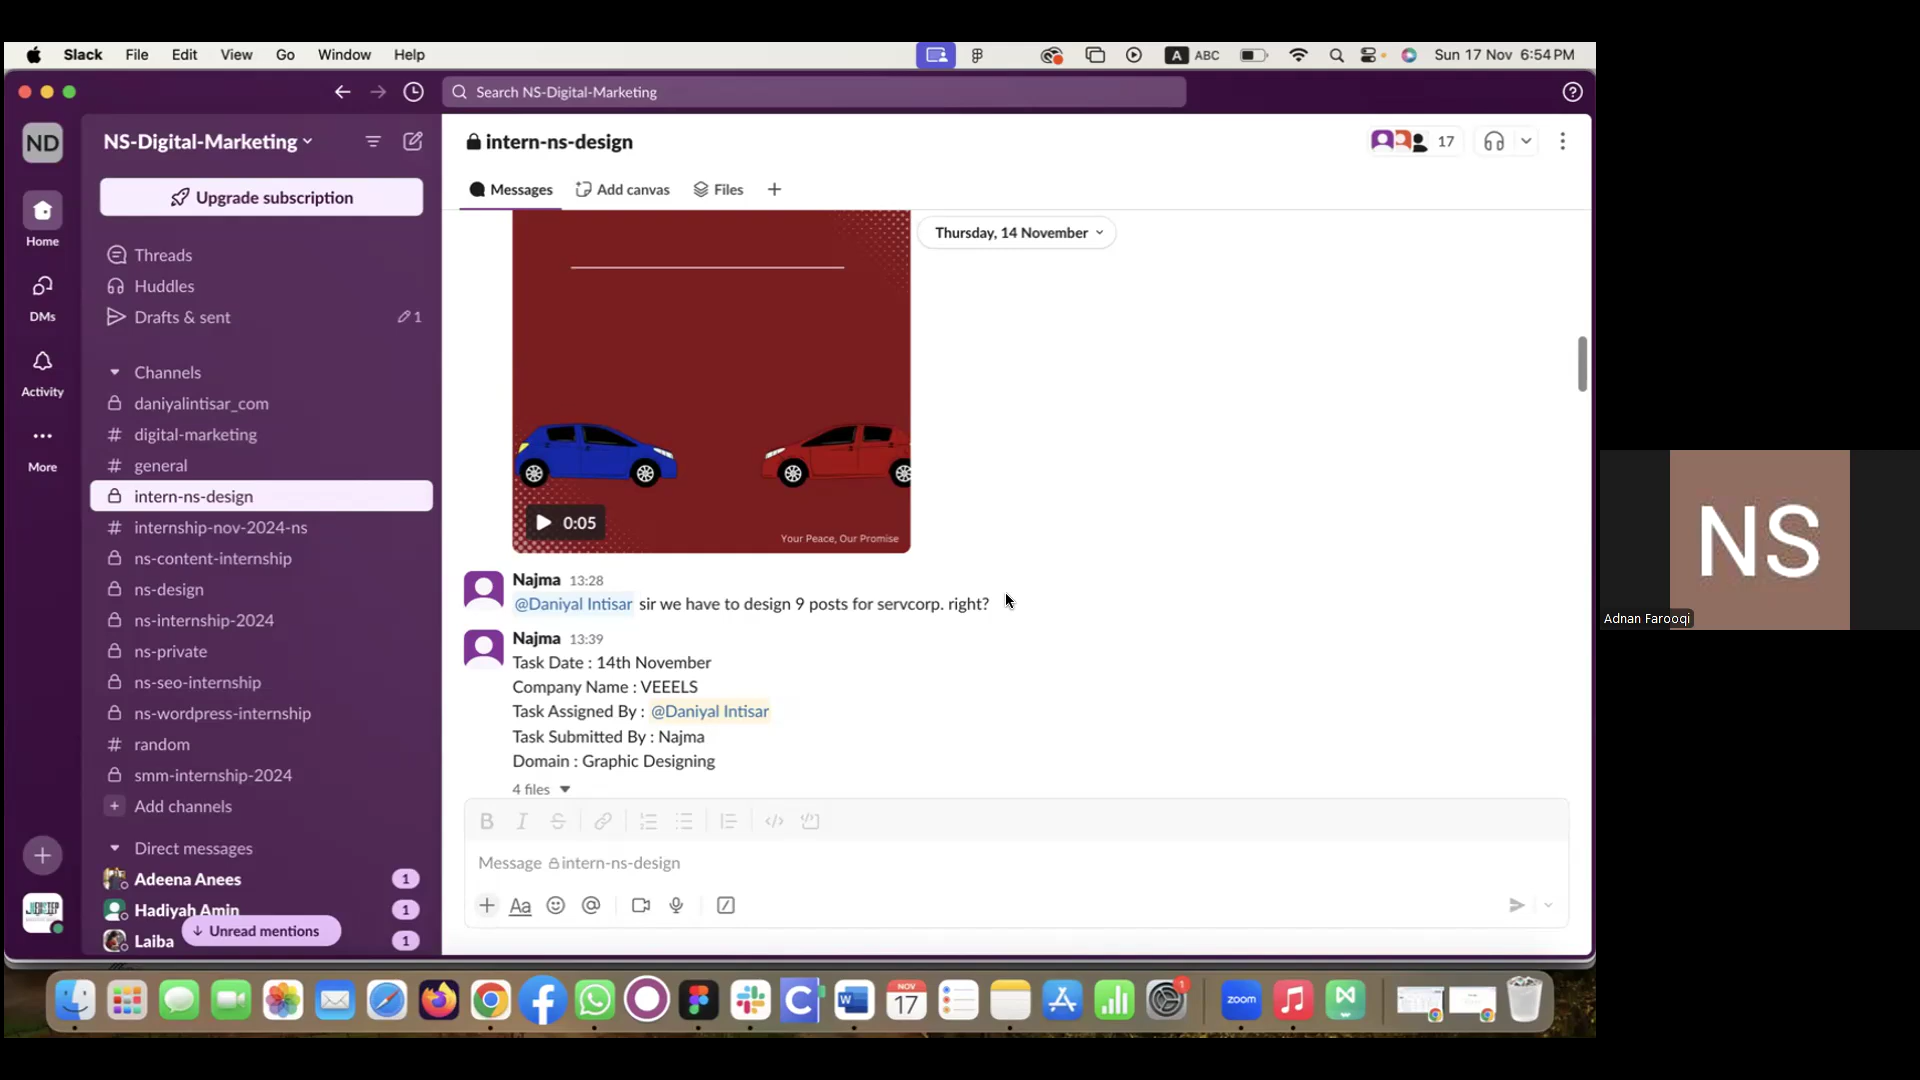 Slack File Edit View Go Window Help
A ABC Sun 17 Nov 6:54 PM
Search NS-Digital-Marketing
ND
NS-Digital-Marketing
intern-ns-design
17
Messages Add canvas Files
Upgrade subscription
Home
DMs
Activity
More
Threads
Huddles
Drafts & sent 1
Channels
daniyalintisar_com
digital-marketing
general
intern-ns-design
internship-nov-2024-ns
ns-content-internship
ns-design
ns-internship-2024
ns-private
ns-seo-internship
ns-wordpress-internship
random
smm-internship-2024
Add channels
Direct messages
Adeena Anees 1
Hadiyah Amin 1
Laiba 1
Unread mentions
Thursday, 14 November
0:05
Your Peace, Our Promise
Najma 13:28
@Daniyal Intisar sir we have to design 9 posts for servcorp. right?
Najma 13:39
Task Date : 14th November
Company Name : VEEELS
Task Assigned By : @Daniyal Intisar
Task Submitted By : Najma
Domain : Graphic Designing
4 files
B I S
Message intern-ns-design
Aa
NS
Adnan Farooqi
W
NOV
17
1
zoom